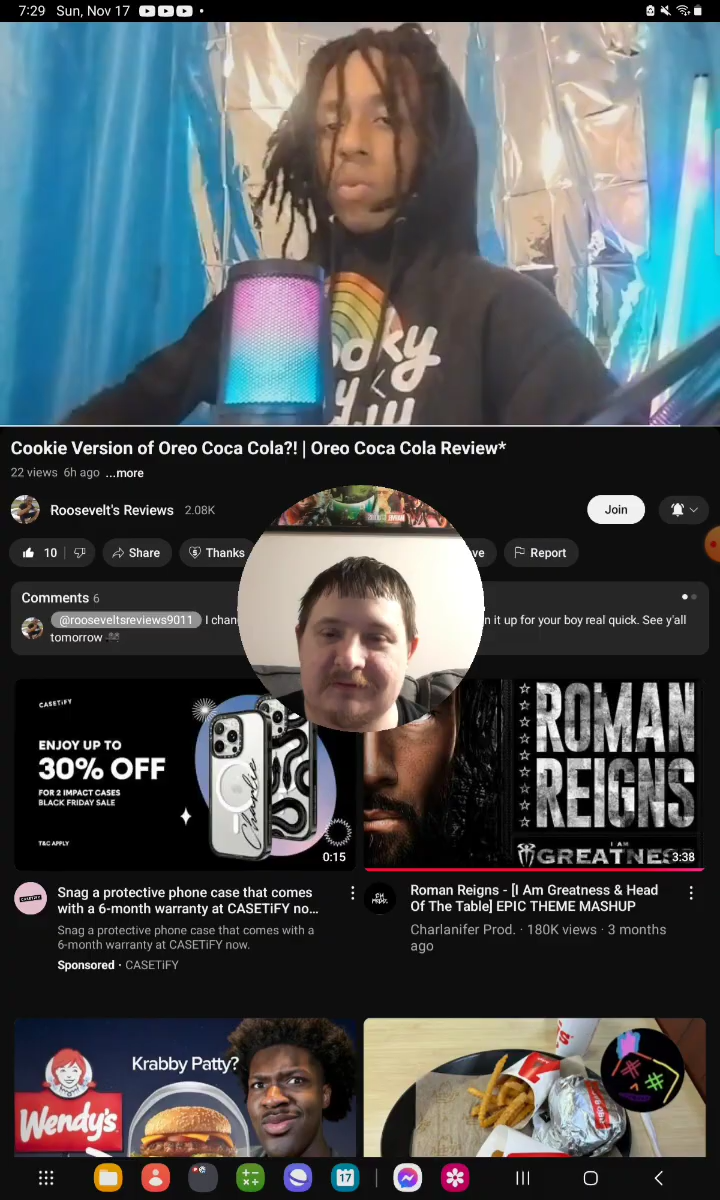 7:29 Sun, Nov 17
Cookie Version of Oreo Coca Cola?! | Oreo Coca Cola Review*
22 views 6h ago ...more
Roosevelt's Reviews 2.08K
Join
10
Share
Thanks
Report
Comments 6
@rooseveltsreviews9011 I chan
n it up for your boy real quick. See y'all
tomorrow
CASETiFY
ENJOY UP TO
30% OFF
FOR 2 IMPACT CASES
BLACK FRIDAY SALE
T&C APPLY
Charlie
0:15
ROMAN
REIGNS
I AM
GREATNES
3:38
Snag a protective phone case that comes
with a 6-month warranty at CASETiFY no...
Snag a protective phone case that comes with a
6-month warranty at CASETiFY now.
Sponsored · CASETiFY
Roman Reigns - [I Am Greatness & Head
Of The Table] EPIC THEME MASHUP
Charlanifer Prod. · 180K views · 3 months
ago
Krabby Patty?
Wendy's
17